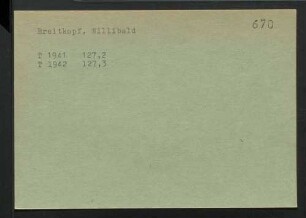 Breitkopf, Willibald 670
T 1941 127,2
T 1942 127,3